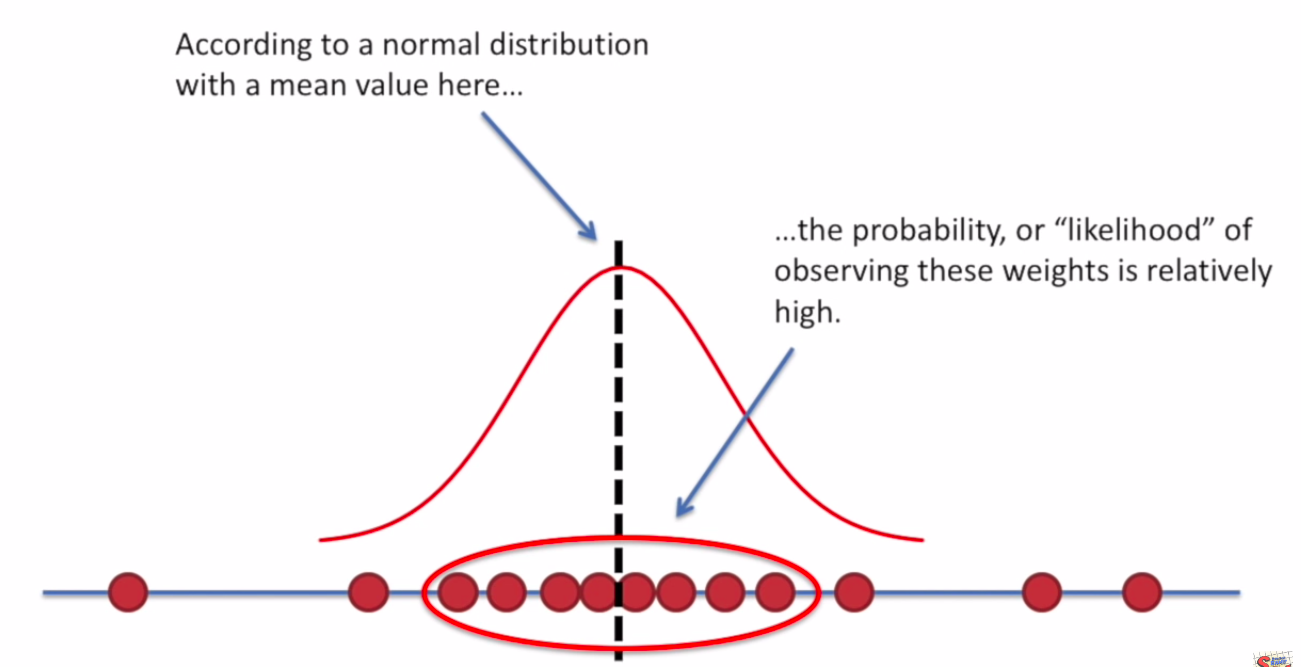 According to a normal distribution
with a mean value here...
...the probability, or “likelihood” of
observing these weights is relatively
high.